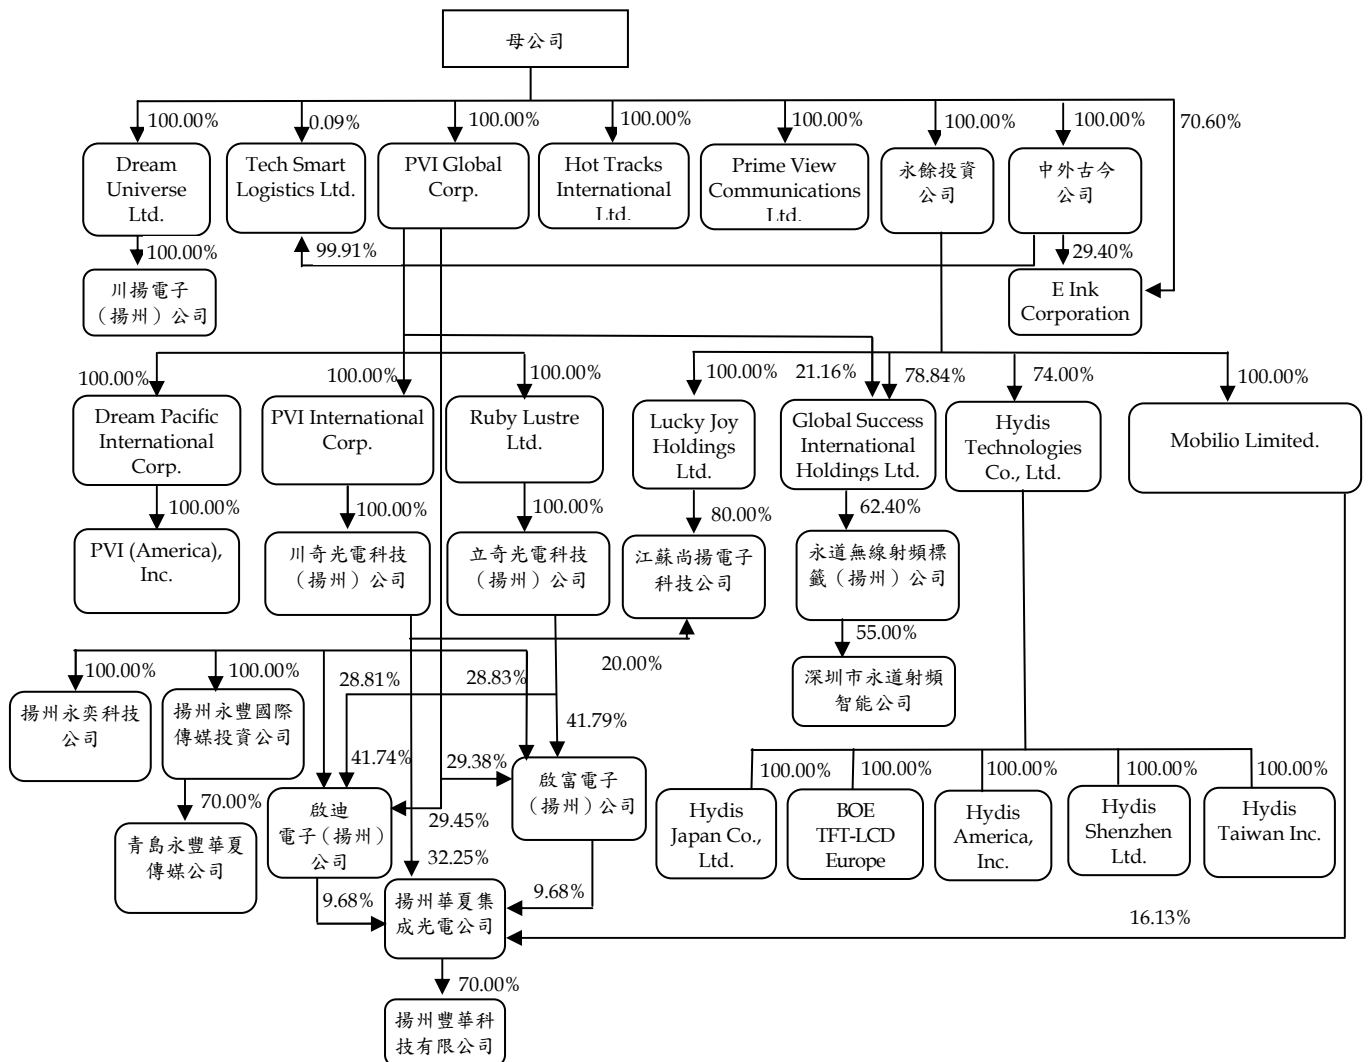 母公司
100.00%
0.09%
100.00%
100.00%
100.00%
100.00%
100.00%
70.60%
Dream
Universe
Ltd.
Tech Smart
Logistics Ltd.
PVI Global
Corp.
Hot Tracks
International
Ltd.
Prime View
Communications
Ltd.
永餘投資
公司
中外古今
公司
100.00%
99.91%
29.40%
川揚電子
（揚州）公司
E Ink
Corporation
100.00%
100.00%
100.00%
100.00%
21.16%
78.84%
74.00%
100.00%
Dream Pacific
International
Corp.
PVI International
Corp.
Ruby Lustre
Ltd.
Lucky Joy
Holdings
Ltd.
Global Success
International
Holdings Ltd.
Hydis
Technologies
Co., Ltd.
Mobilio Limited.
100.00%
100.00%
100.00%
80.00%
62.40%
PVI (America),
Inc.
川奇光電科技
（揚州）公司
立奇光電科技
（揚州）公司
江蘇尚揚電子
科技公司
永道無線射頻標
籤（揚州）公司
20.00%
55.00%
100.00%
100.00%
28.81%
28.83%
深圳市永道射頻
智能公司
揚州永奕科技
公司
揚州永豐國際
傳媒投資公司
41.79%
41.74%
29.38%
啟富電子
（揚州）公司
100.00%
100.00%
100.00%
100.00%
100.00%
70.00%
啟迪
電子（揚州）
公司
29.45%
Hydis
Japan Co.,
Ltd.
BOE
TFT-LCD
Europe
Hydis
America,
Inc.
Hydis
Shenzhen
Ltd.
Hydis
Taiwan Inc.
青島永豐華夏
傳媒公司
32.25%
9.68%
9.68%
揚州華夏集
成光電公司
16.13%
70.00%
揚州豐華科
技有限公司